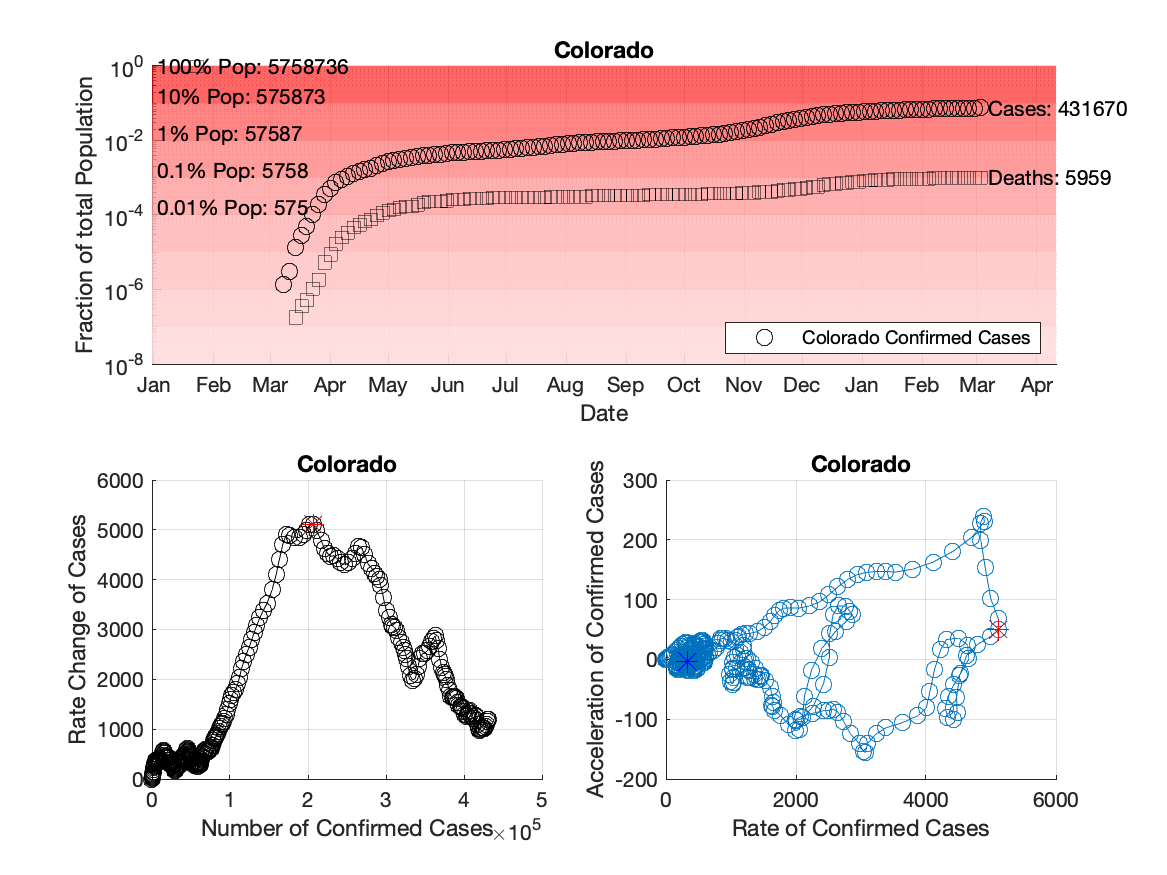 Colorado
10^0
10^-2
10^-4
10^-6
10^-8
Fraction of total Population
100% Pop: 5758736
10% Pop: 575873
1% Pop: 57587
0.1% Pop: 5758
0.01% Pop: 575
Cases: 431670
Deaths: 5959
Colorado Confirmed Cases
Jan Feb Mar Apr May Jun Jul Aug Sep Oct Nov Dec Jan Feb Mar Apr
Date
Colorado
6000
5000
4000
3000
2000
1000
0
Rate Change of Cases
0 1 2 3 4 5
Number of Confirmed Cases ×10^5
Colorado
300
200
100
0
-100
-200
Acceleration of Confirmed Cases
0 2000 4000 6000
Rate of Confirmed Cases